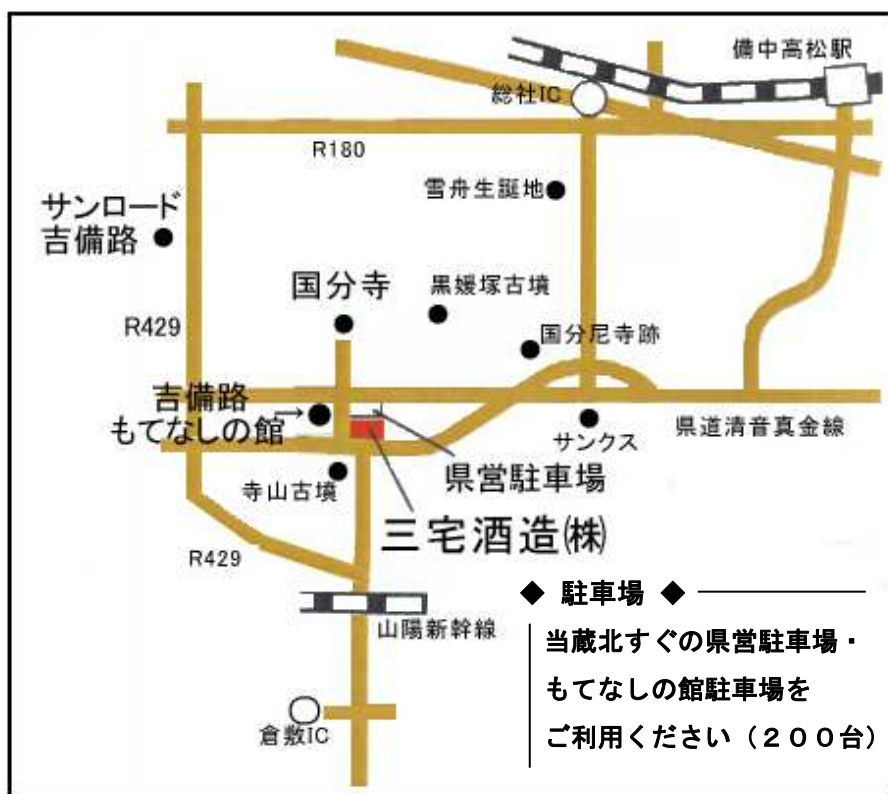 備中高松駅
総社IC
R180
雪舟生誕地
サンロード
吉備路
国分寺
黒媛塚古墳
R429
国分尼寺跡
吉備路
もてなしの館
→
サンクス
県道清音真金線
寺山古墳
県営駐車場
三宅酒造㈱
R429
山陽新幹線
倉敷IC
◆ 駐車場 ◆
当蔵北すぐの県営駐車場・
もてなしの館駐車場を
ご利用ください（２００台）